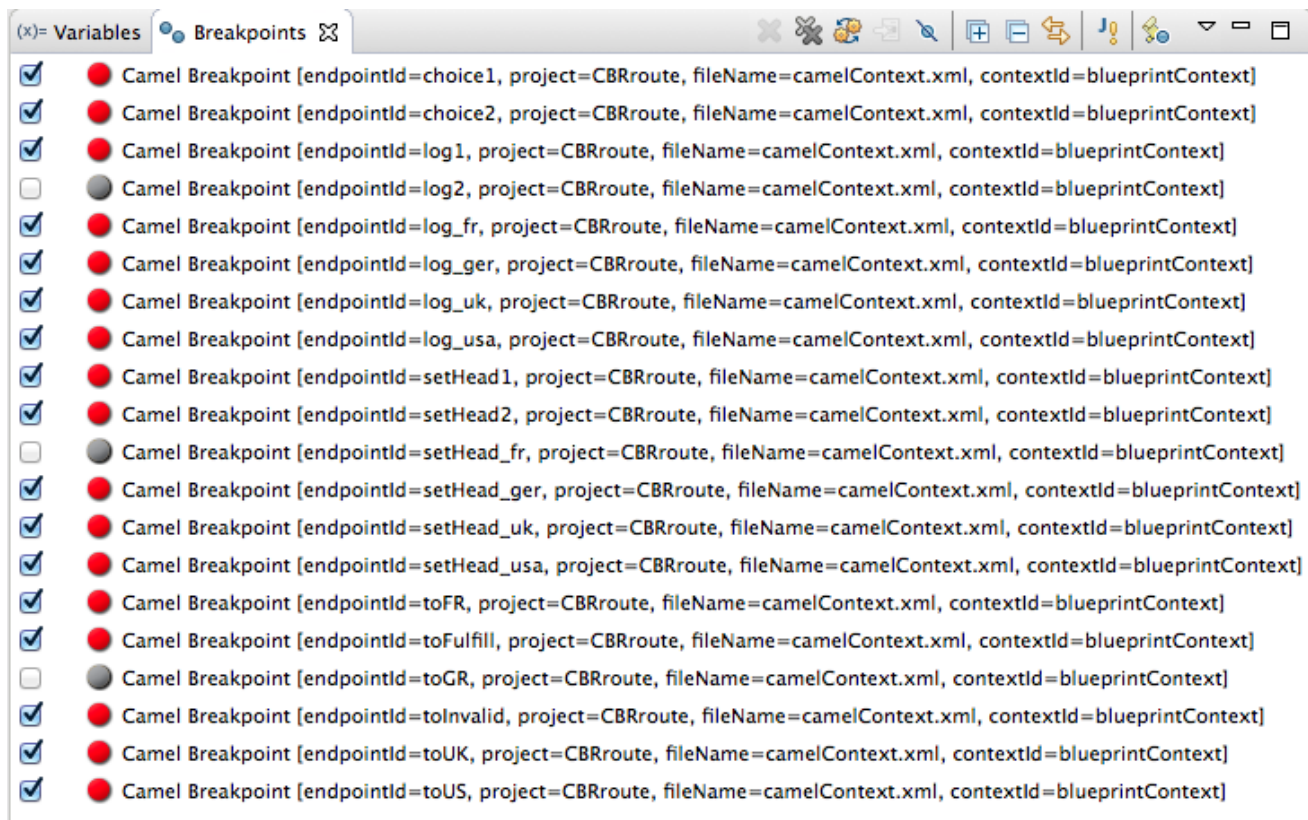 (x)= Variables Breakpoints
Camel Breakpoint [endpointId=choice1, project=CBRroute, fileName=camelContext.xml, contextId=blueprintContext]
Camel Breakpoint [endpointId=choice2, project=CBRroute, fileName=camelContext.xml, contextId=blueprintContext]
Camel Breakpoint [endpointId=log1, project=CBRroute, fileName=camelContext.xml, contextId=blueprintContext]
Camel Breakpoint [endpointId=log2, project=CBRroute, fileName=camelContext.xml, contextId=blueprintContext]
Camel Breakpoint [endpointId=log_fr, project=CBRroute, fileName=camelContext.xml, contextId=blueprintContext]
Camel Breakpoint [endpointId=log_ger, project=CBRroute, fileName=camelContext.xml, contextId=blueprintContext]
Camel Breakpoint [endpointId=log_uk, project=CBRroute, fileName=camelContext.xml, contextId=blueprintContext]
Camel Breakpoint [endpointId=log_usa, project=CBRroute, fileName=camelContext.xml, contextId=blueprintContext]
Camel Breakpoint [endpointId=setHead1, project=CBRroute, fileName=camelContext.xml, contextId=blueprintContext]
Camel Breakpoint [endpointId=setHead2, project=CBRroute, fileName=camelContext.xml, contextId=blueprintContext]
Camel Breakpoint [endpointId=setHead_fr, project=CBRroute, fileName=camelContext.xml, contextId=blueprintContext]
Camel Breakpoint [endpointId=setHead_ger, project=CBRroute, fileName=camelContext.xml, contextId=blueprintContext]
Camel Breakpoint [endpointId=setHead_uk, project=CBRroute, fileName=camelContext.xml, contextId=blueprintContext]
Camel Breakpoint [endpointId=setHead_usa, project=CBRroute, fileName=camelContext.xml, contextId=blueprintContext]
Camel Breakpoint [endpointId=toFR, project=CBRroute, fileName=camelContext.xml, contextId=blueprintContext]
Camel Breakpoint [endpointId=toFulfill, project=CBRroute, fileName=camelContext.xml, contextId=blueprintContext]
Camel Breakpoint [endpointId=toGR, project=CBRroute, fileName=camelContext.xml, contextId=blueprintContext]
Camel Breakpoint [endpointId=toInvalid, project=CBRroute, fileName=camelContext.xml, contextId=blueprintContext]
Camel Breakpoint [endpointId=toUK, project=CBRroute, fileName=camelContext.xml, contextId=blueprintContext]
Camel Breakpoint [endpointId=toUS, project=CBRroute, fileName=camelContext.xml, contextId=blueprintContext]